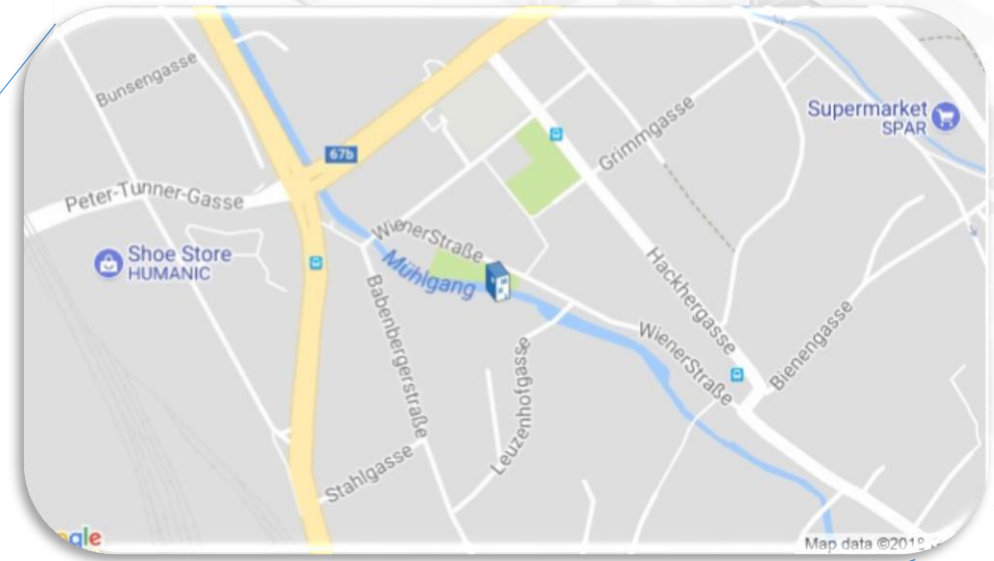 Bunsengasse
67b
Peter-Tunner-Gasse
Shoe Store
HUMANIC
WienerStraße
Mühlgang
Babenbergerstraße
Stahlgasse
Leuzenhofgasse
Grimmgasse
Hackhergasse
WienerStraße
Bienengasse
Supermarket
SPAR
gle
Map data ©2018